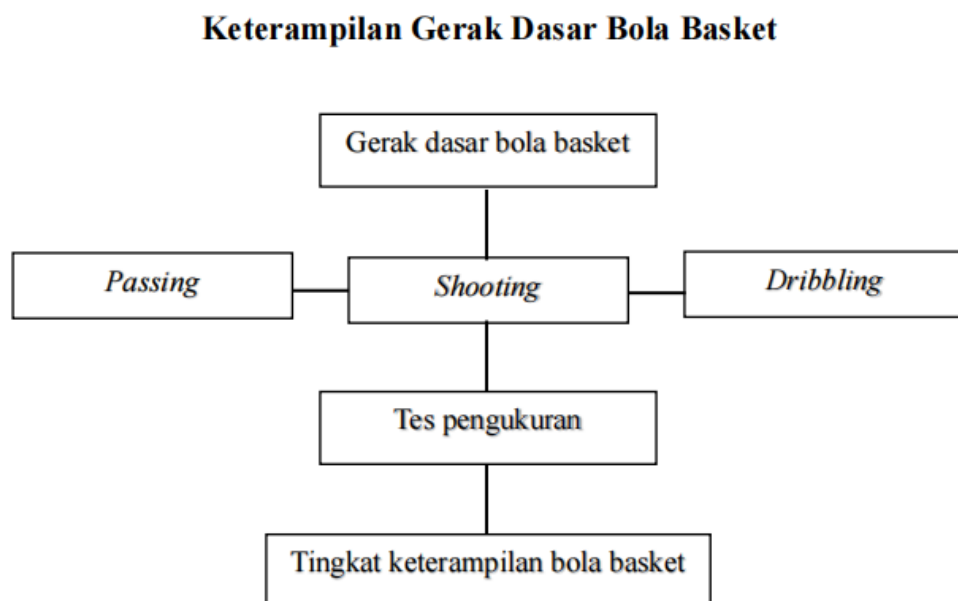 Keterampilan Gerak Dasar Bola Basket
Gerak dasar bola basket
Passing
Shooting
Dribbling
Tes pengukuran
Tingkat keterampilan bola basket